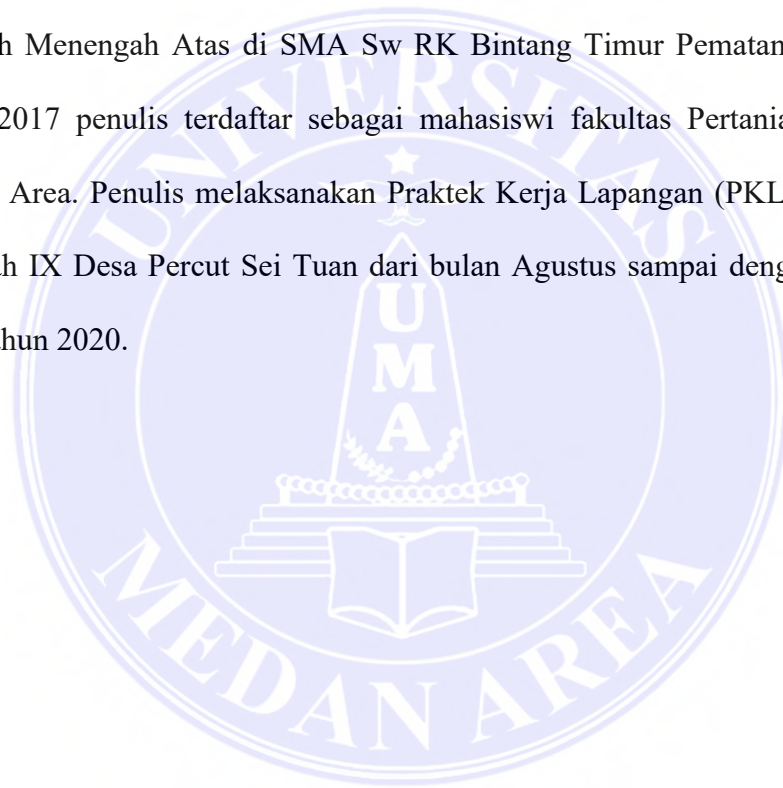 h Menengah Atas di SMA Sw RK Bintang Timur Pematan
2017 penulis terdaftar sebagai mahasiswi fakultas Pertania
Area. Penulis melaksanakan Praktek Kerja Lapangan (PKL
h IX Desa Percut Sei Tuan dari bulan Agustus sampai deng
hun 2020.
UNIVERSITAS
UMA
MEDAN AREA